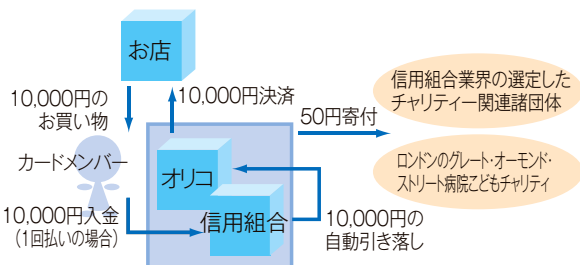 お店
10,000円の
お買い物
10,000円決済
50円寄付
信用組合業界の選定した
チャリティー関連諸団体
カードメンバー
オリコ
信用組合
ロンドンのグレート・オーモンド・
ストリート病院こどもチャリティ
10,000円入金
(1回払いの場合)
10,000円の
自動引き落し